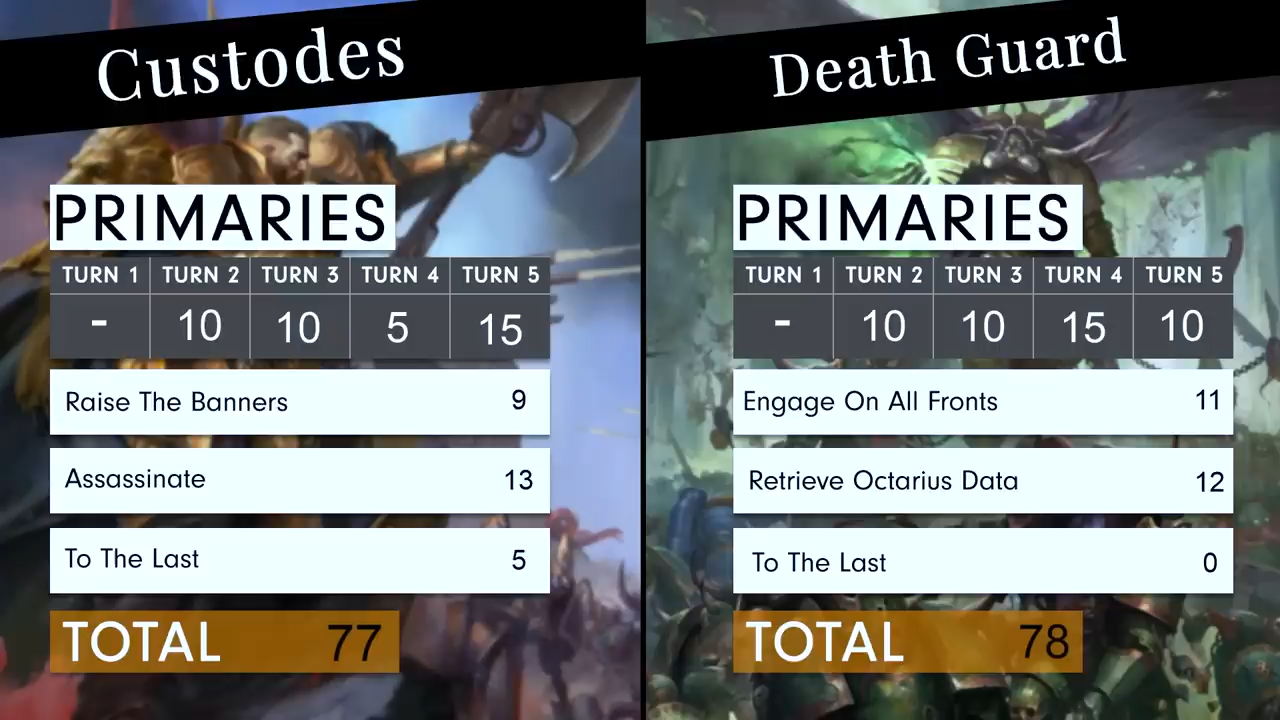 Custodes
PRIMARIES
TURN 1 TURN 2 TURN 3 TURN 4 TURN 5
- 10 10 5 15
Raise The Banners 9
Assassinate 13
To The Last 5
TOTAL 77
Death Guard
PRIMARIES
TURN 1 TURN 2 TURN 3 TURN 4 TURN 5
- 10 10 15 10
Engage On All Fronts 11
Retrieve Octarius Data 12
To The Last 0
TOTAL 78